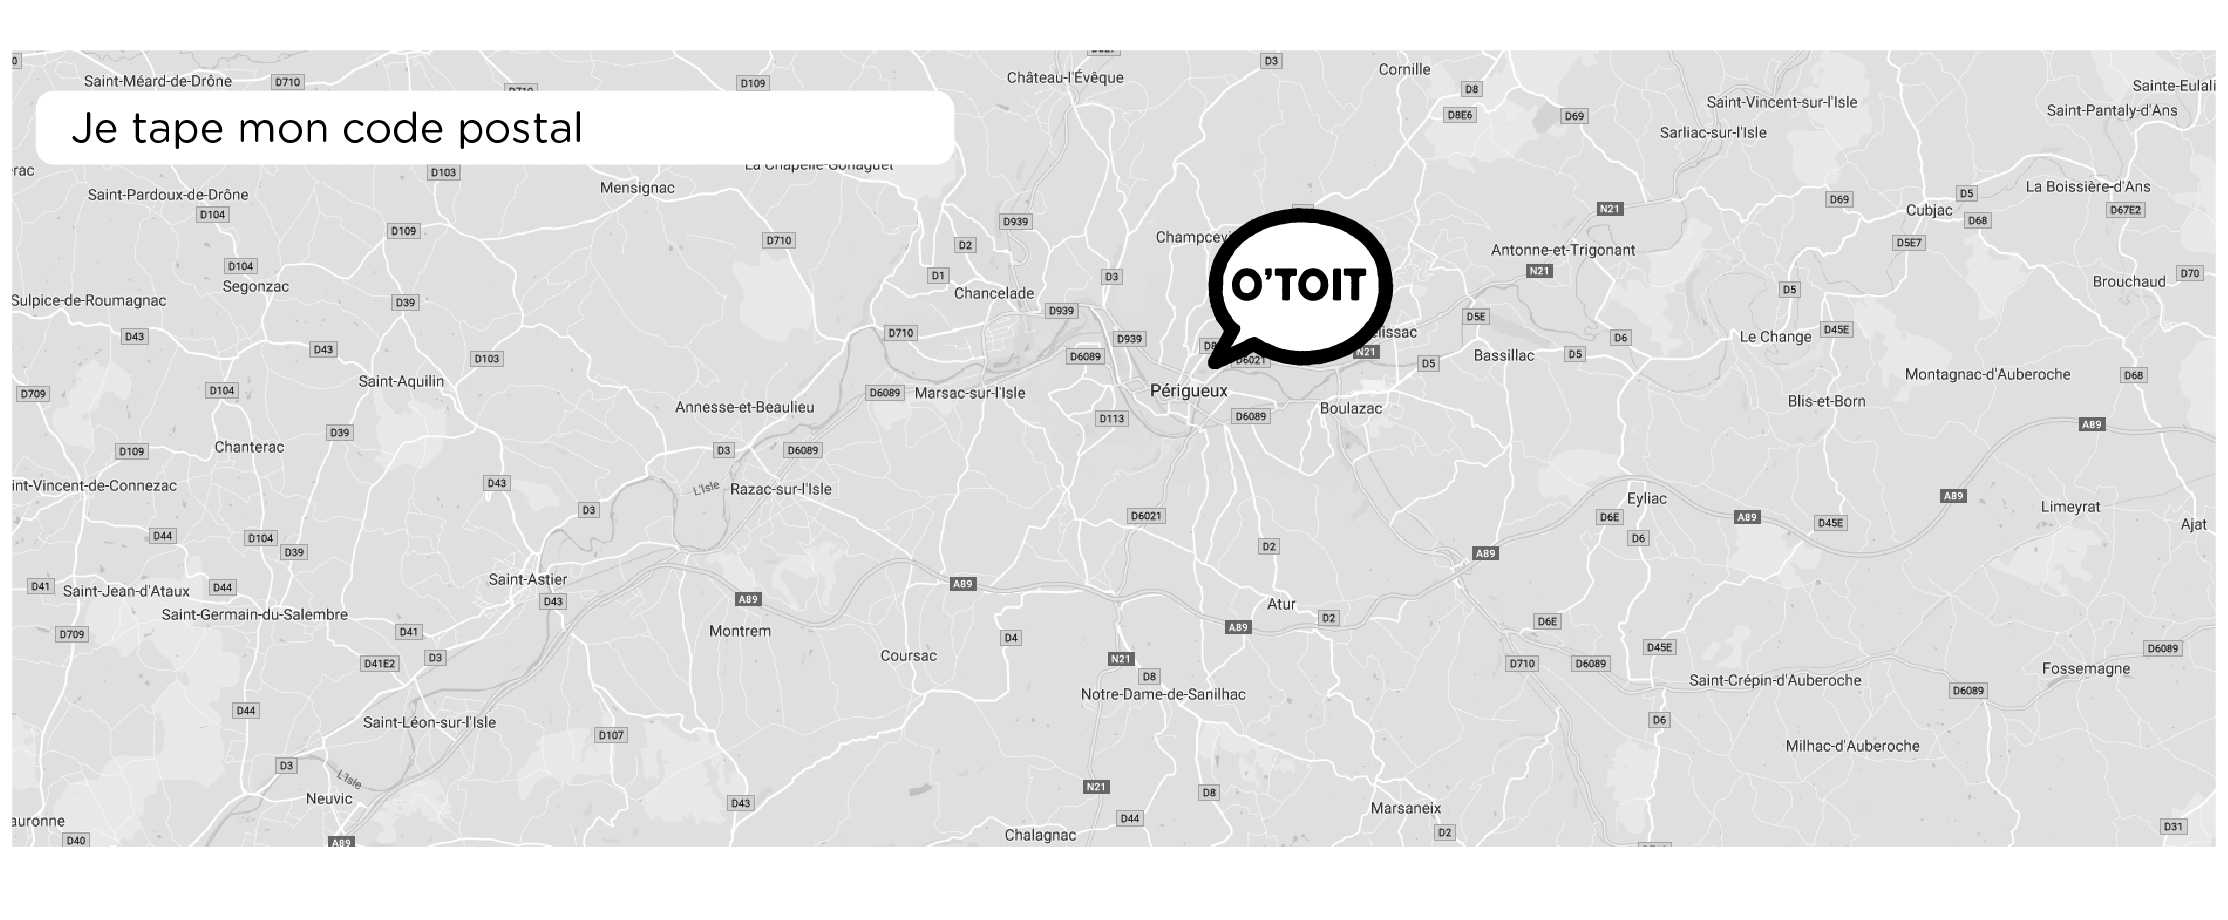 Saint-Méard-de-Drône
D710
D109
Château-l'Évêque
D3
Cornille
D8
Sainte-Eulali
Saint-Vincent-sur-l'Isle
Saint-Pantaly-d'Ans
D8E6
D69
Je tape mon code postal
Sarliac-sur-l'Isle
La Chapelle-Gonaguet
D103
Saint-Pardoux-de-Drône
Mensignac
D5
La Boissière-d'Ans
D104
D109
D939
N21
D69
Cubjac
D68
D67E2
D710
D2
Champcevi
Antonne-et-Trigonant
D5E7
D104
Segonzac
D1
D3
N21
D70
Brouchaud
Sulpice-de-Roumagnac
D39
Chancelade
O'TOIT
D5
D939
D5E
D43
D710
D939
D8
elissac
D6
Le Change
D45E
D43
D103
D6089
D6021
N21
D5
Bassillac
D5
Saint-Aquilin
D709
D104
D6089
Marsac-sur-l'Isle
Périgueux
Montagnac-d'Auberoche
D68
Annesse-et-Beaulieu
D113
D6089
Boulazac
Blis-et-Born
A89
D39
Chanterac
D109
D3
D6089
int-Vincent-de-Connezac
D43
L'Isle
Razac-sur-l'Isle
Eyliac
A89
Limeyrat
D3
D6021
D6E
A89
D45E
Ajat
D44
D104
D39
D2
A89
D6
D41
Saint-Jean-d'Ataux
D44
Saint-Astier
D43
A89
A89
Atur
Saint-Germain-du-Salembre
D709
D41
Montrem
D4
A89
D2
D6E
D41E2
D3
Coursac
N21
D8
D710
D6089
D45E
D6089
Fossemagne
Notre-Dame-de-Sanilhac
Saint-Crépin-d'Auberoche
D6089
D44
Saint-Léon-sur-l'Isle
D107
D6
Milhac-d'Auberoche
D3
L'Isle
Neuvic
D43
N21
D8
Marsaneix
auronne
D40
A89
Chalagnac
D44
D2
D31